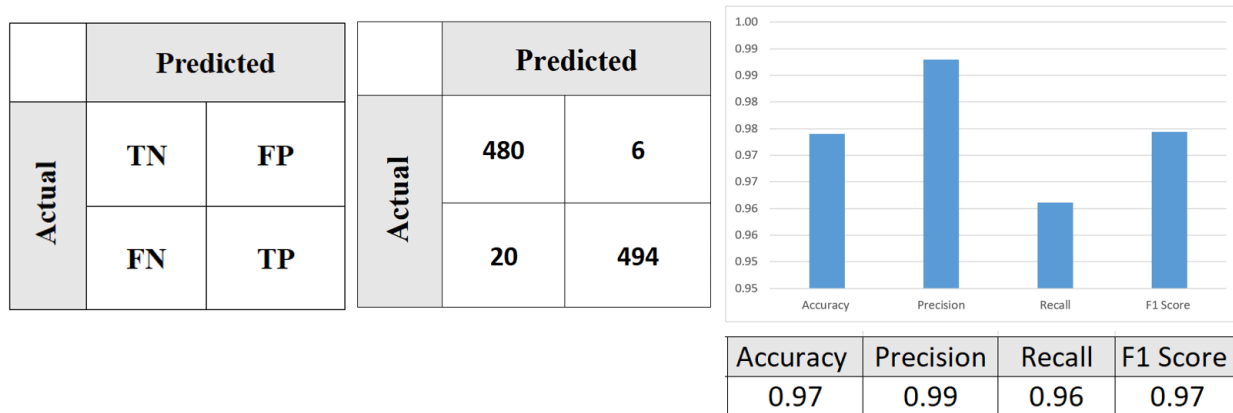 Predicted
Actual
TN FP
FN TP
Predicted
Actual
480 6
20 494
1.00
0.99
0.99
0.98
0.98
0.97
0.97
0.96
0.96
0.95
0.95
Accuracy Precision Recall F1 Score
Accuracy Precision Recall F1 Score
0.97 0.99 0.96 0.97